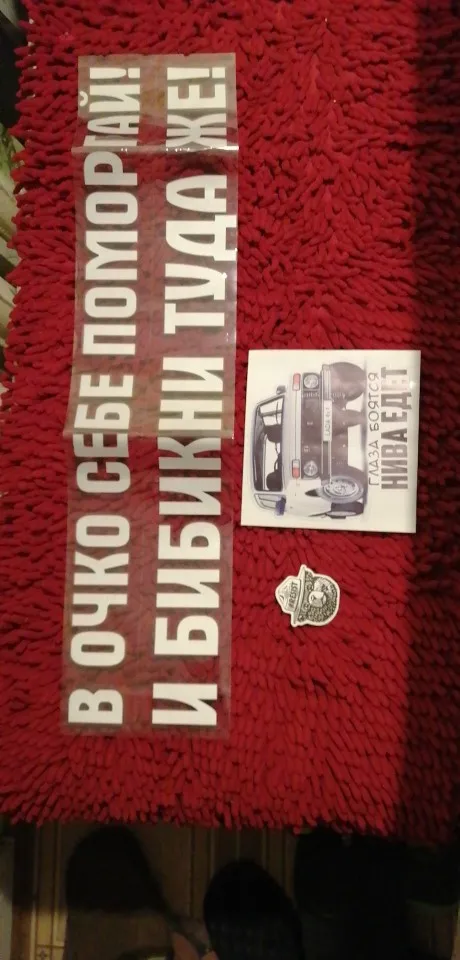 В ОЧКО СЕБЕ ПОМОРГАЙ!
И БИБИКНИ ТУДА ЖЕ!
ГЛАЗА БОЯТСЯ
НИВА ЕДЕТ